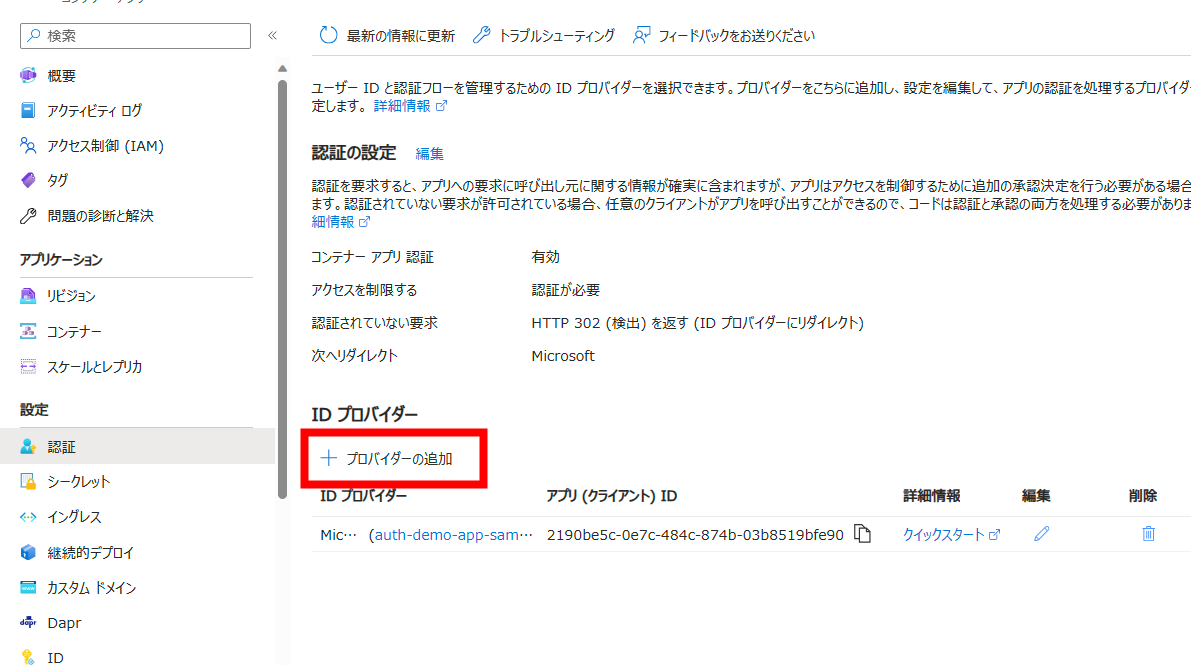 検索
概要
アクティビティ ログ
アクセス制御 (IAM)
タグ
問題の診断と解決
アプリケーション
リビジョン
コンテナー
スケールとレプリカ
設定
認証
シークレット
イングレス
継続的デプロイ
カスタム ドメイン
Dapr
ID
最新の情報に更新 トラブルシューティング フィードバックをお送りください
ユーザー ID と認証フローを管理するための ID プロバイダーを選択できます。プロバイダーをこちらに追加し、設定を編集して、アプリの認証を処理するプロバイダ
定します。 詳細情報
認証の設定 編集
認証を要求すると、アプリへの要求に呼び出し元に関する情報が確実に含まれますが、アプリはアクセスを制御するために追加の承認決定を行う必要がある場合
ます。認証されていない要求が許可されている場合、任意のクライアントがアプリを呼び出すことができるので、コードは認証と承認の両方を処理する必要がありま
細情報
コンテナー アプリ 認証 有効
アクセスを制限する 認証が必要
認証されていない要求 HTTP 302 (検出) を返す (ID プロバイダーにリダイレクト)
次へリダイレクト Microsoft
ID プロバイダー
プロバイダーの追加
ID プロバイダー アプリ (クライアント) ID 詳細情報 編集 削除
Mic… (auth-demo-app-sam… 2190be5c-0e7c-484c-874b-03b8519bfe90 クイックスタート